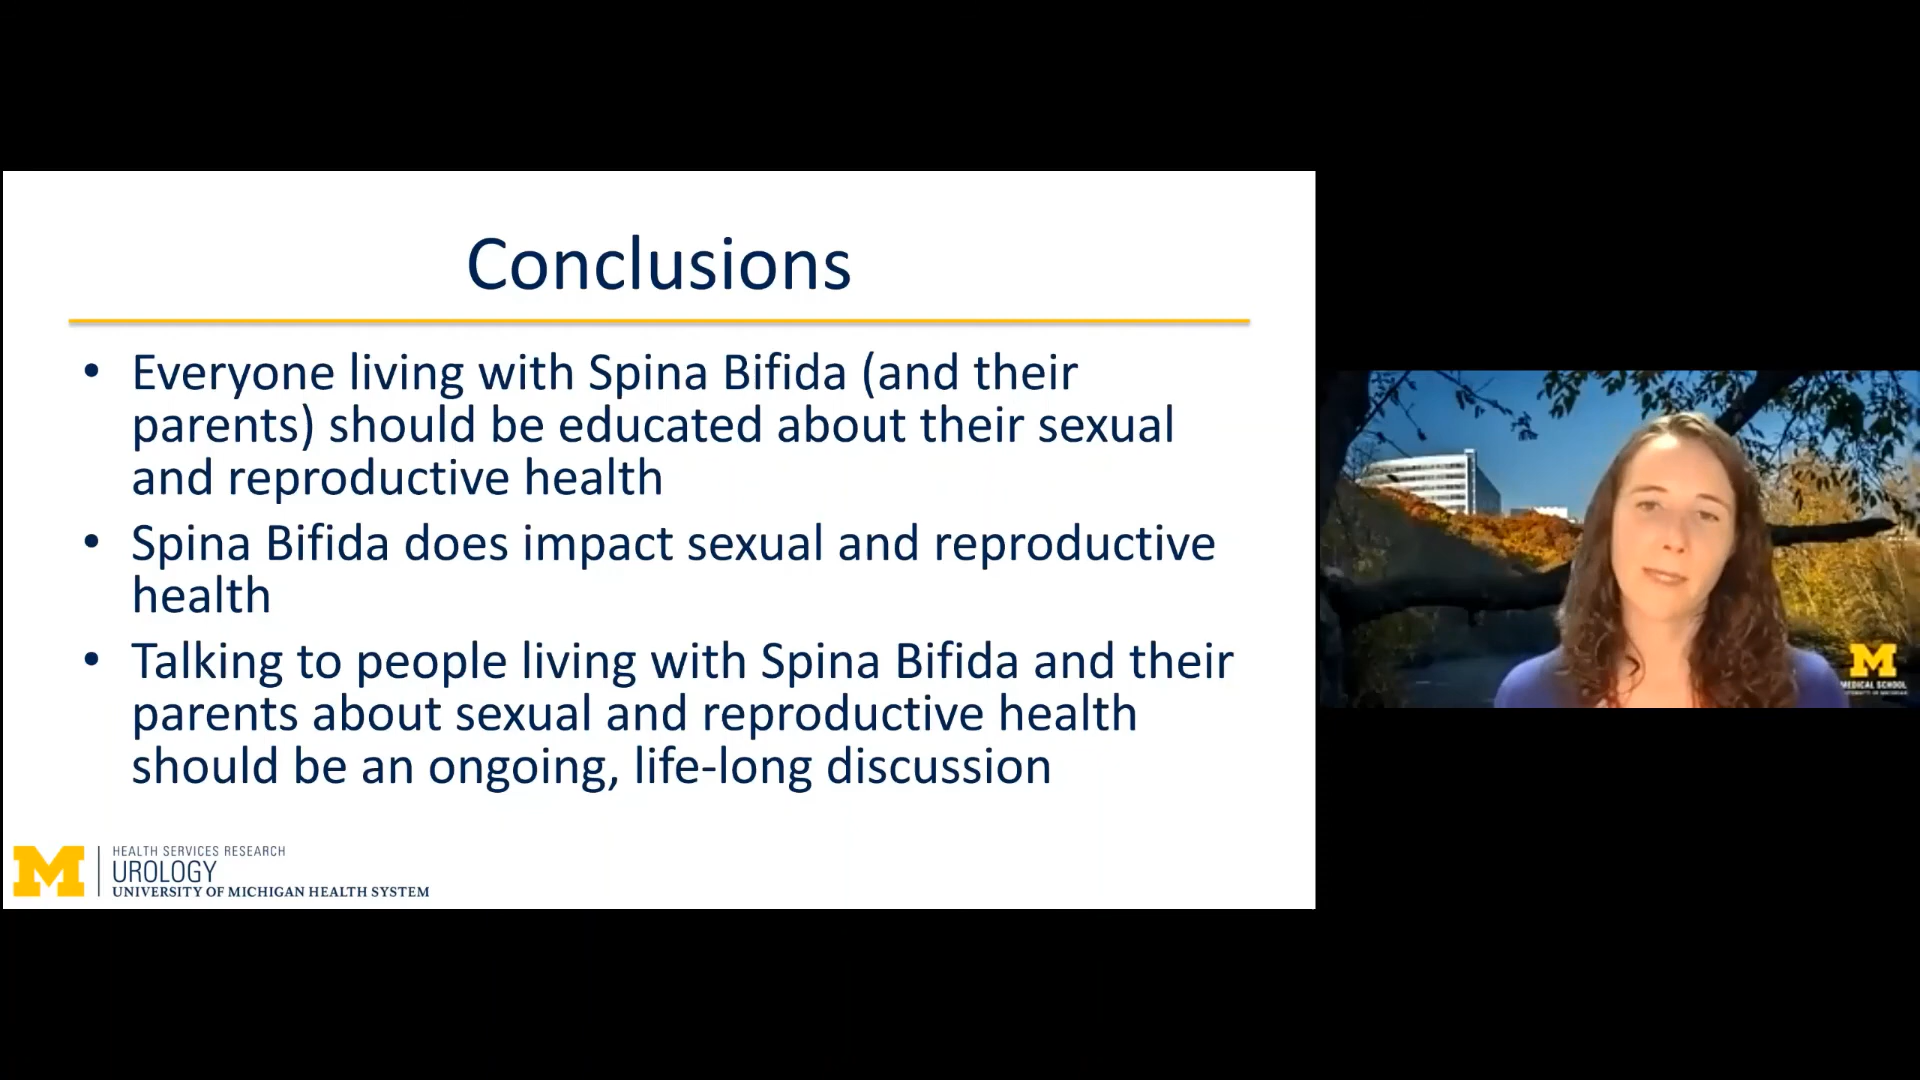 Conclusions
• Everyone living with Spina Bifida (and their
parents) should be educated about their sexual
and reproductive health
• Spina Bifida does impact sexual and reproductive
health
• Talking to people living with Spina Bifida and their
parents about sexual and reproductive health
should be an ongoing, life-long discussion
M
HEALTH SERVICES RESEARCH
UROLOGY
UNIVERSITY OF MICHIGAN HEALTH SYSTEM
M
MEDICAL SCHOOL
UNIVERSITY OF MICHIGAN